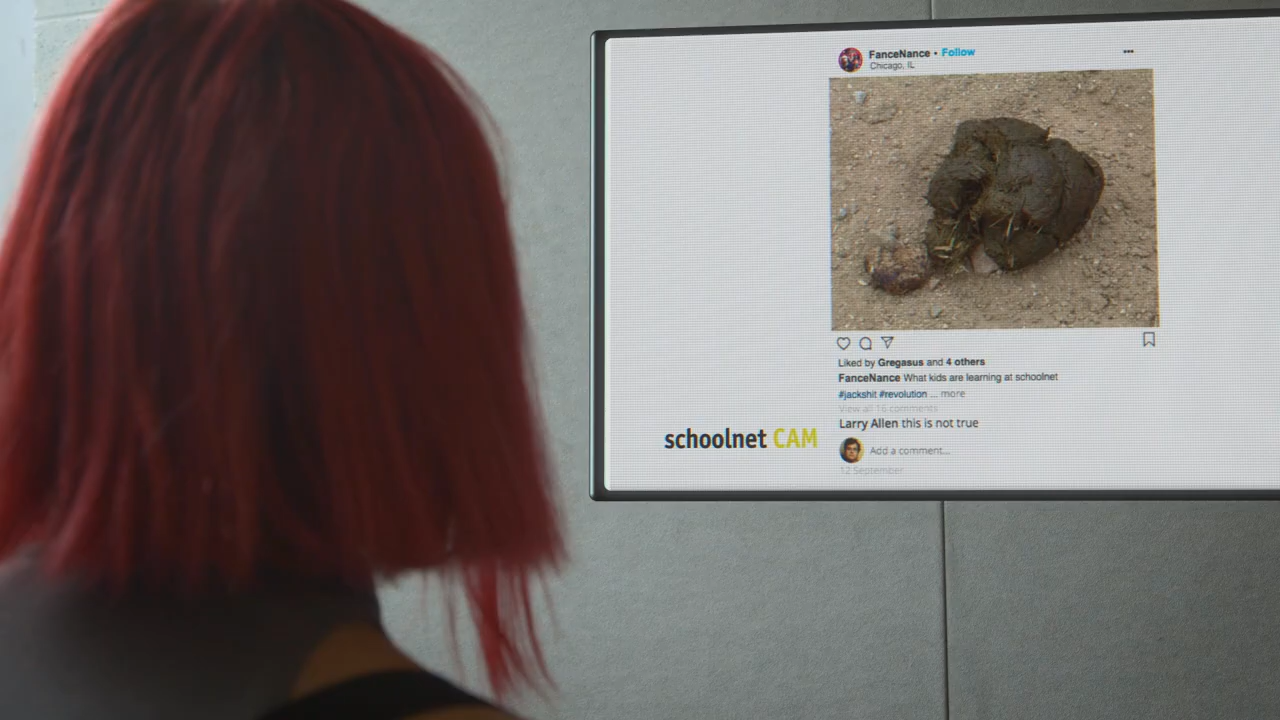 FanceNance • Follow
Chicago, IL
Liked by Gregasus and 4 others
FanceNance What kids are learning at schoolnet
#jackshit #revolution ... more
View all 16 comments
Larry Allen this is not true
schoolnet CAM
Add a comment...
12 September